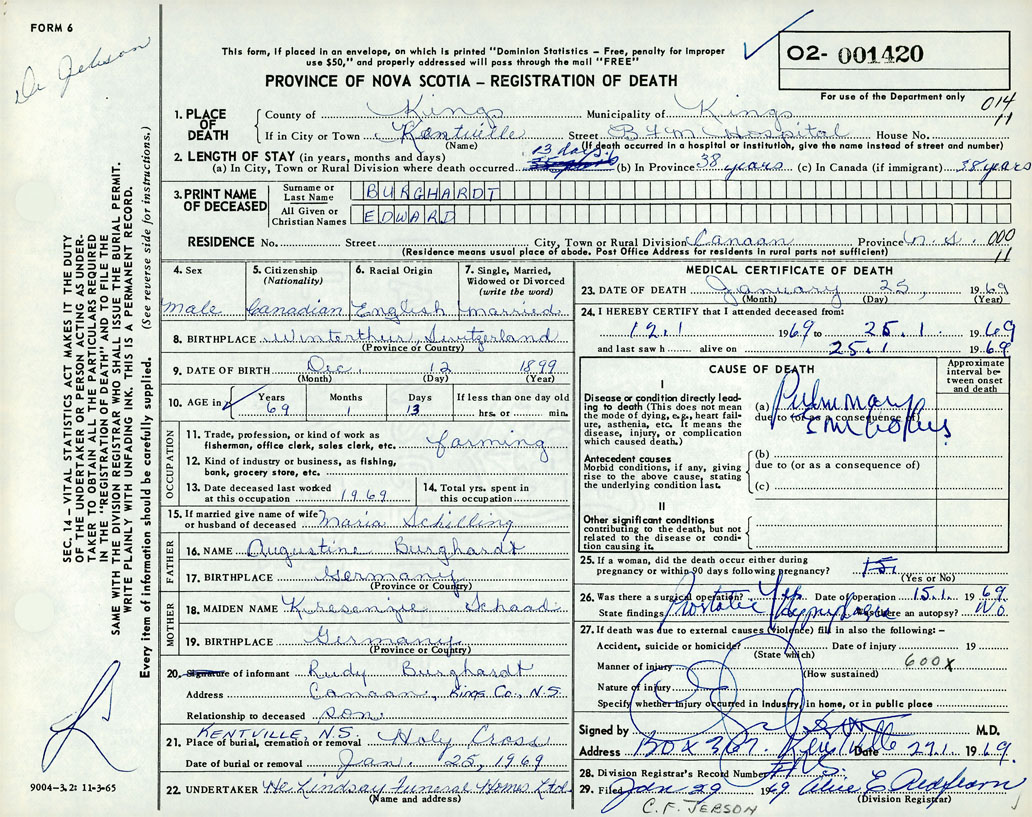 FORM 6
Dr Jebson
This form, if placed in an envelope, on which is printed "Dominion Statistics – Free, penalty for improper
use $50," and properly addressed will pass through the mail "FREE"
PROVINCE OF NOVA SCOTIA – REGISTRATION OF DEATH
02- 001420
For use of the Department only
014
11
1. PLACE OF DEATH
County of Kings Municipality of Kings
If in City or Town Kentville Street B F M Hospital House No.
(Name) (If death occurred in a hospital or institution, give the name instead of street and number)
2. LENGTH OF STAY (in years, months and days)
13 days
(a) In City, Town or Rural Division where death occurred (b) In Province 38 years (c) In Canada (if immigrant) 38 years
3. PRINT NAME OF DECEASED
Surname or Last Name BURGHARDT
All Given or Christian Names EDWARD
RESIDENCE No. Street City, Town or Rural Division Canaan Province N. S. 000
(Residence means usual place of abode. Post Office Address for residents in rural parts not sufficient) 11
4. Sex
Male
5. Citizenship
(Nationality)
Canadian
6. Racial Origin
English
7. Single, Married,
Widowed or Divorced
(write the word)
Married
8. BIRTHPLACE Winterthur, Switzerland
(Province or Country)
9. DATE OF BIRTH Dec. 12 1899
(Month) (Day) (Year)
10. AGE in Years Months Days If less than one day old
69 1 13 hrs. or min.
OCCUPATION
11. Trade, profession, or kind of work as
fisherman, office clerk, sales clerk, etc. farming
12. Kind of industry or business, as fishing,
bank, grocery store, etc.
13. Date deceased last worked
at this occupation 1969
14. Total yrs. spent in
this occupation
15. If married give name of wife
or husband of deceased Maria Schilling
FATHER
16. NAME Augustine Burghardt
17. BIRTHPLACE Germany
(Province or Country)
MOTHER
18. MAIDEN NAME Kresenzie Schaad
19. BIRTHPLACE Germany
(Province or Country)
20. Signature of informant Rudy Burghardt
Address Canaan, Kings Co., N.S.
Relationship to deceased son
KENTVILLE, N.S.
21. Place of burial, cremation or removal Holy Cross
Date of burial or removal Jan. 25, 1969
22. UNDERTAKER The Lindsay Funeral Homes Ltd
(Name and address)
MEDICAL CERTIFICATE OF DEATH
23. DATE OF DEATH January 25, 1969
(Month) (Day) (Year)
24. I HEREBY CERTIFY that I attended deceased from:
12.1 1969 to 25.1. 1969
and last saw h alive on 25.1 1969
CAUSE OF DEATH
Approximate
interval between onset
and death
I
Disease or condition directly leading to death (This does not
mean the mode of dying, e.g., heart failure, asthenia, etc. It means the
disease, injury, or complication
which caused death.)
(a) Pulmonary
due to (or as a consequence of)
Embolus
Antecedent causes
Morbid conditions, if any, giving
rise to the above cause, stating
the underlying condition last.
(b)
due to (or as a consequence of)
(c)
II
Other significant conditions
contributing to the death, but not
related to the disease or condition causing it.
25. If a woman, did the death occur either during
pregnancy or within 90 days following pregnancy?
(Yes or No)
26. Was there a surgical operation? Yes Date of operation 15.1. 1969
State findings Prostatic Was there an autopsy? No
27. If death was due to external causes (violence) fill in also the following: –
Accident, suicide or homicide? Date of injury 19
(State which)
Manner of injury 600X
(How sustained)
Nature of injury
Specify whether injury occurred in industry, in home, or in public place
Signed by M.D.
Address Box 367. Kentville Date 27.1 1969.
N.S.
28. Division Registrar's Record Number
29. Filed Jan 29 1969
(Division Registrar)
C. F. JEBSON
SEC. 14 – VITAL STATISTICS ACT MAKES IT THE DUTY
OF THE UNDERTAKER OR PERSON ACTING AS UNDERTAKER TO OBTAIN ALL THE PARTICULARS REQUIRED
IN THE "REGISTRATION OF DEATH" AND TO FILE THE
SAME WITH THE DIVISION REGISTRAR WHO SHALL ISSUE THE BURIAL PERMIT.
WRITE PLAINLY WITH UNFADING INK. THIS IS A PERMANENT RECORD.
Every item of information should be carefully supplied. (See reverse side for instructions.)
9004-3.2: 11-3-65